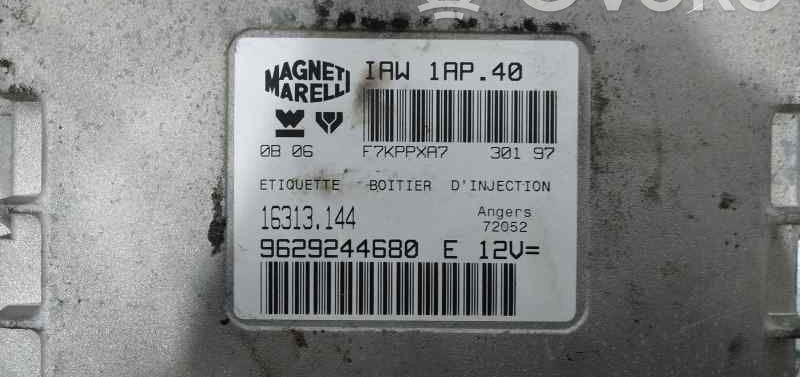 MAGNETI
MARELLI
IAW 1AP.40
0B 06 F7KPPXA7 301 97
ETIQUETTE BOITIER D'INJECTION
16313.144
Angers
72052
9629244680 E 12V=